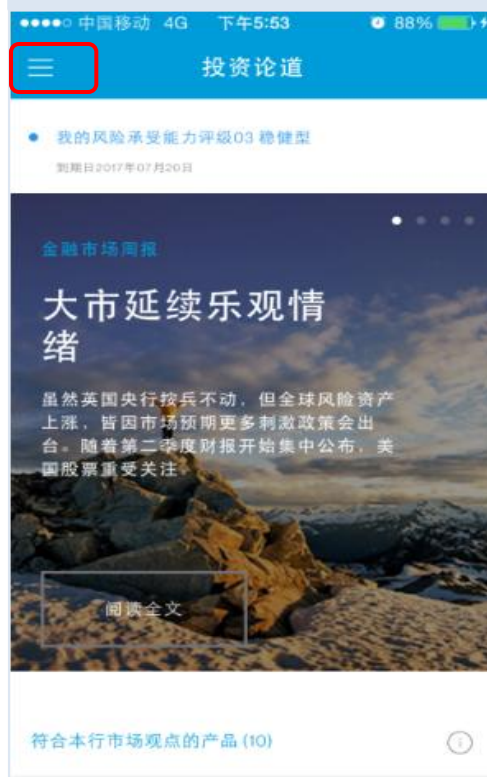 中国移动 4G 下午5:53 88%
投资论道
我的风险承受能力评级03 稳健型
到期日2017年07月20日
金融市场周报
大市延续乐观情
绪
虽然英国央行按兵不动，但全球风险资产
上涨，皆因市场预期更多刺激政策会出
台。随着第二季度财报开始集中公布，美
国股票重受关注
阅读全文
符合本行市场观点的产品 (10)